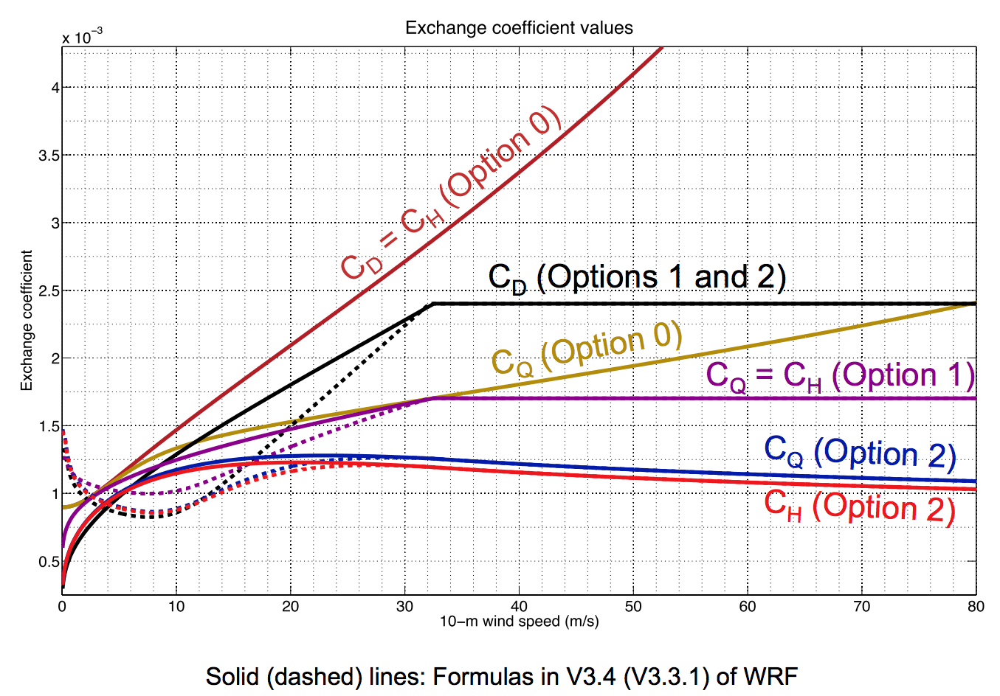 Exchange coefficient values
x 10⁻³
4
3.5
3
2.5
2
1.5
1
0.5
Exchange coefficient
C_D = C_H (Option 0)
C_D (Options 1 and 2)
C_Q (Option 0)
C_Q = C_H (Option 1)
C_Q (Option 2)
C_H (Option 2)
0 10 20 30 40 50 60 70 80
10−m wind speed (m/s)
Solid (dashed) lines: Formulas in V3.4 (V3.3.1) of WRF